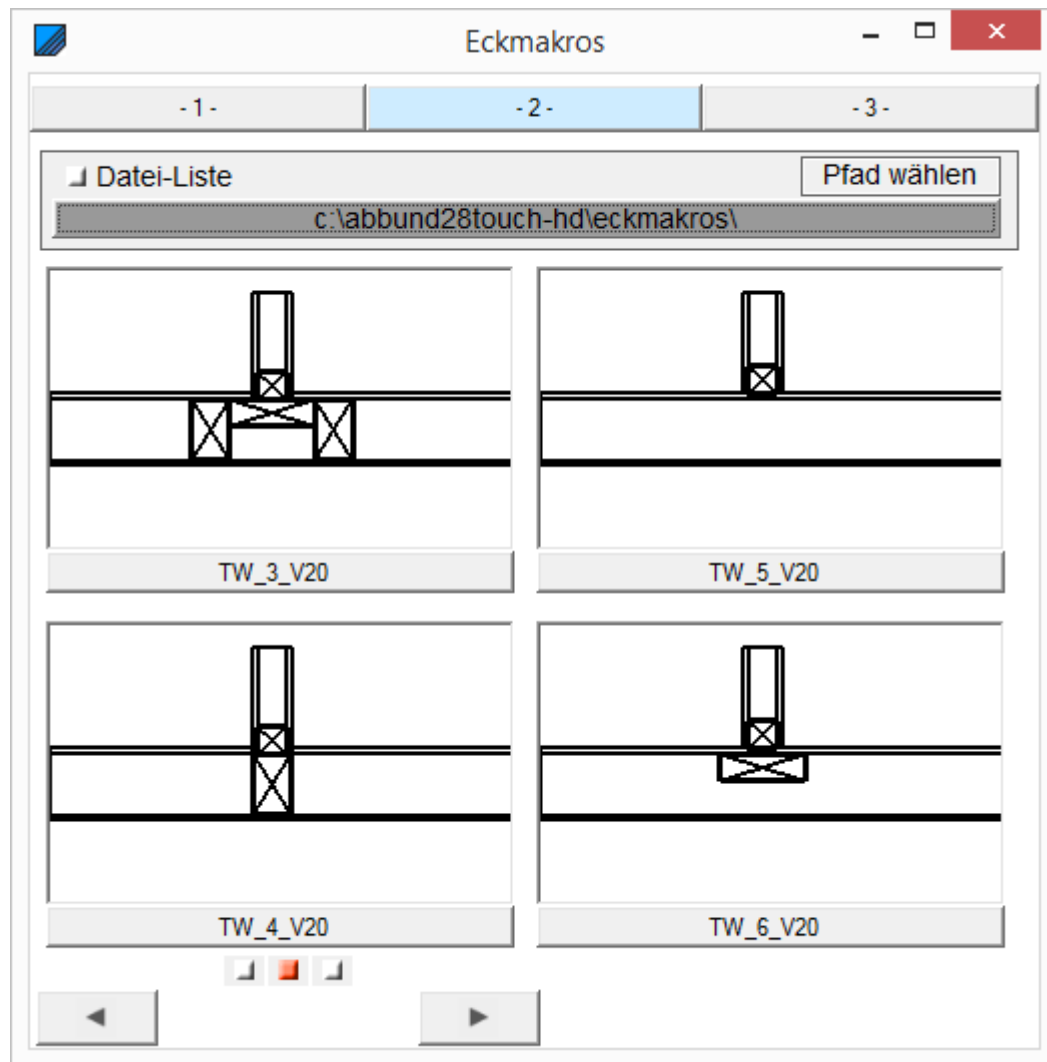 Eckmakros
- 1 -
- 2 -
- 3 -
Datei-Liste
Pfad wählen
c:\abbund28touch-hd\eckmakros\
TW_3_V20
TW_5_V20
TW_4_V20
TW_6_V20